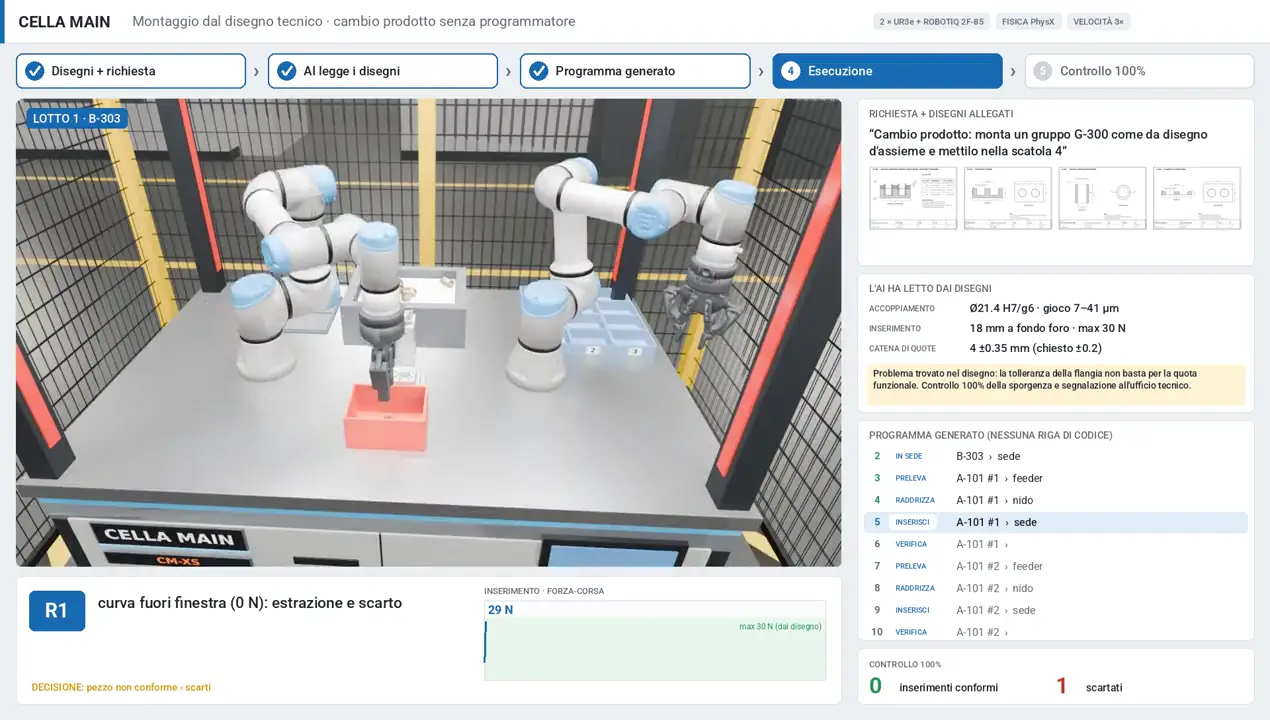 CELLA MAIN
Montaggio dal disegno tecnico · cambio prodotto senza programmatore
2 × UR3e + ROBOTIQ 2F-85
FISICA PhysX
VELOCITÀ 3×
Disegni + richiesta
›
AI legge i disegni
›
Programma generato
›
4 Esecuzione
›
5 Controllo 100%
LOTTO 1 · B-303
2
3
CELLA MAIN
CM-XS
RICHIESTA + DISEGNI ALLEGATI
“Cambio prodotto: monta un gruppo G-300 come da disegno
d'assieme e mettilo nella scatola 4”
L'AI HA LETTO DAI DISEGNI
ACCOPPIAMENTO Ø21.4 H7/g6 · gioco 7–41 µm
INSERIMENTO 18 mm a fondo foro · max 30 N
CATENA DI QUOTE 4 ±0.35 mm (chiesto ±0.2)
Problema trovato nel disegno: la tolleranza della flangia non basta per la quota
funzionale. Controllo 100% della sporgenza e segnalazione all'ufficio tecnico.
PROGRAMMA GENERATO (NESSUNA RIGA DI CODICE)
2 IN SEDE B-303 › sede
3 PRELEVA A-101 #1 › feeder
4 RADDRIZZA A-101 #1 › nido
5 INSERISCI A-101 #1 › sede
6 VERIFICA A-101 #1 ›
7 PRELEVA A-101 #2 › feeder
8 RADDRIZZA A-101 #2 › nido
9 INSERISCI A-101 #2 › sede
10 VERIFICA A-101 #2 ›
R1
curva fuori finestra (0 N): estrazione e scarto
DECISIONE: pezzo non conforme › scarti
INSERIMENTO · FORZA-CORSA
29 N
max 30 N (dal disegno)
CONTROLLO 100%
0 inserimenti conformi
1 scartati